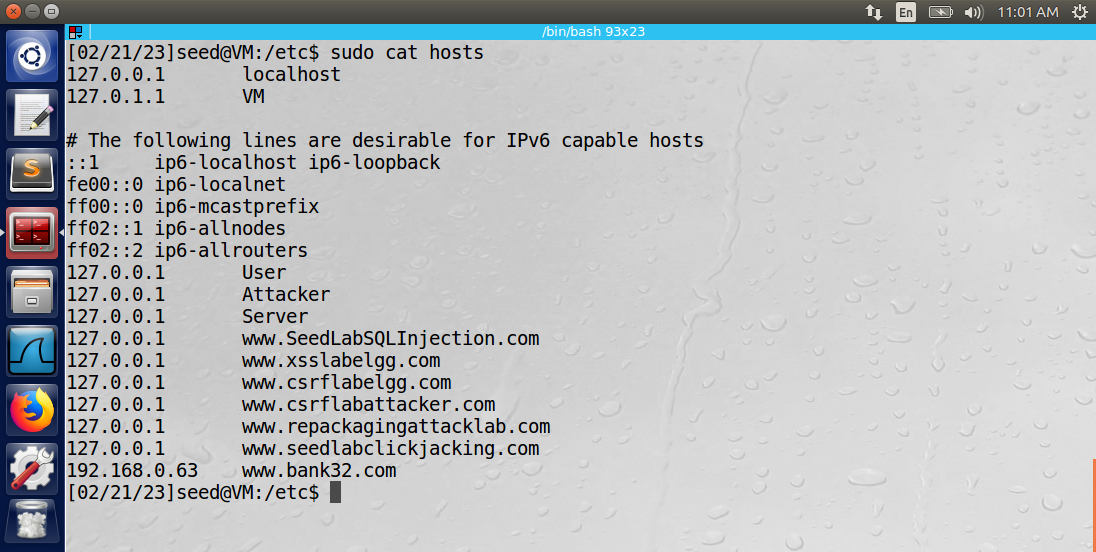 En
11:01 AM
/bin/bash 93x23
[02/21/23]seed@VM:/etc$ sudo cat hosts
127.0.0.1       localhost
127.0.1.1       VM
# The following lines are desirable for IPv6 capable hosts
::1     ip6-localhost ip6-loopback
fe00::0 ip6-localnet
ff00::0 ip6-mcastprefix
ff02::1 ip6-allnodes
ff02::2 ip6-allrouters
127.0.0.1       User
127.0.0.1       Attacker
127.0.0.1       Server
127.0.0.1       www.SeedLabSQLInjection.com
127.0.0.1       www.xsslabelgg.com
127.0.0.1       www.csrflabelgg.com
127.0.0.1       www.csrflabattacker.com
127.0.0.1       www.repackagingattacklab.com
127.0.0.1       www.seedlabclickjacking.com
192.168.0.63    www.bank32.com
[02/21/23]seed@VM:/etc$